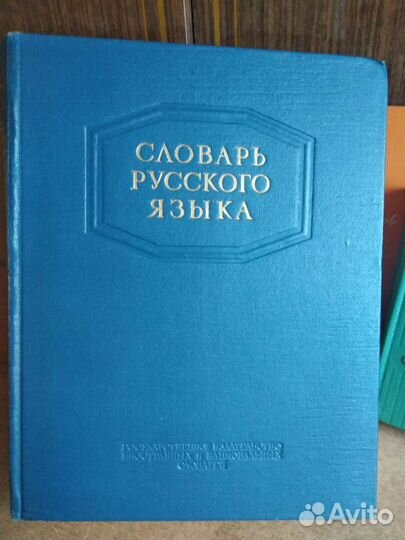 СЛОВАРЬ
РУССКОГО
ЯЗЫКА
ГОСУДАРСТВЕННОЕ ИЗДАТЕЛЬСТВО
ИНОСТРАННЫХ И НАЦИОНАЛЬНЫХ
СЛОВАРЕЙ
Avito